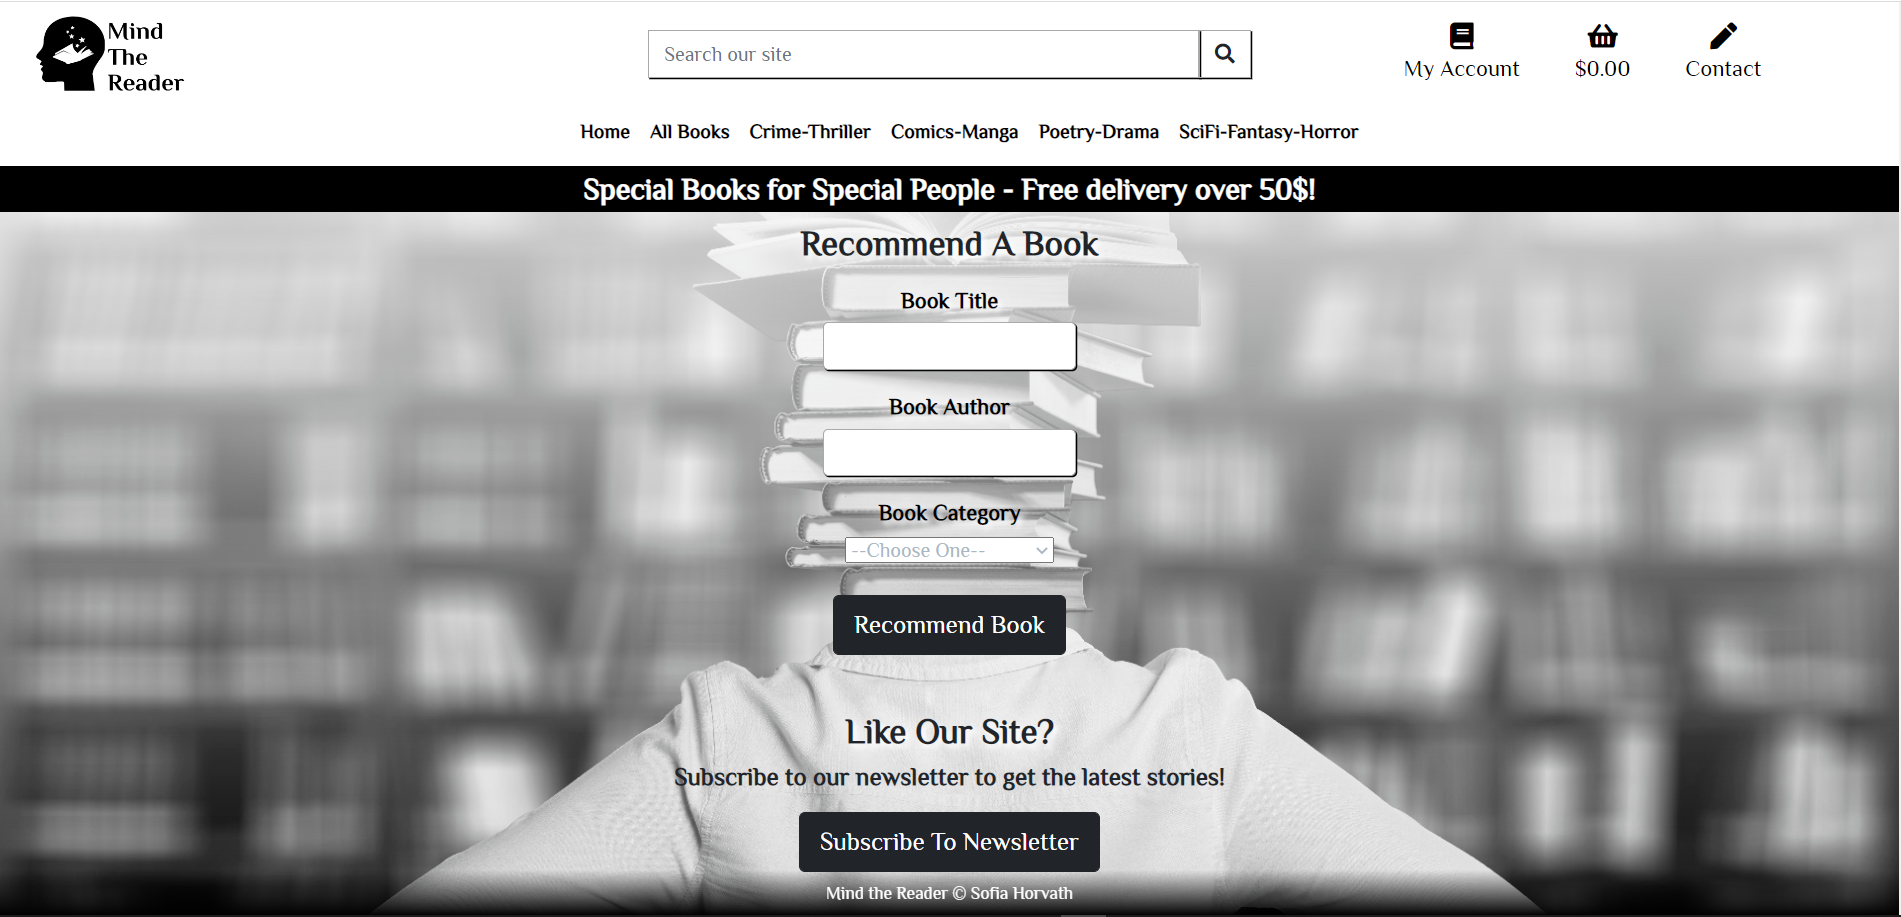 Mind
The
Reader
Search our site
My Account
$0.00
Contact
Home All Books Crime-Thriller Comics-Manga Poetry-Drama SciFi-Fantasy-Horror
Special Books for Special People - Free delivery over 50$!
Recommend A Book
Book Title
Book Author
Book Category
--Choose One--
Recommend Book
Like Our Site?
Subscribe to our newsletter to get the latest stories!
Subscribe To Newsletter
Mind the Reader © Sofia Horvath